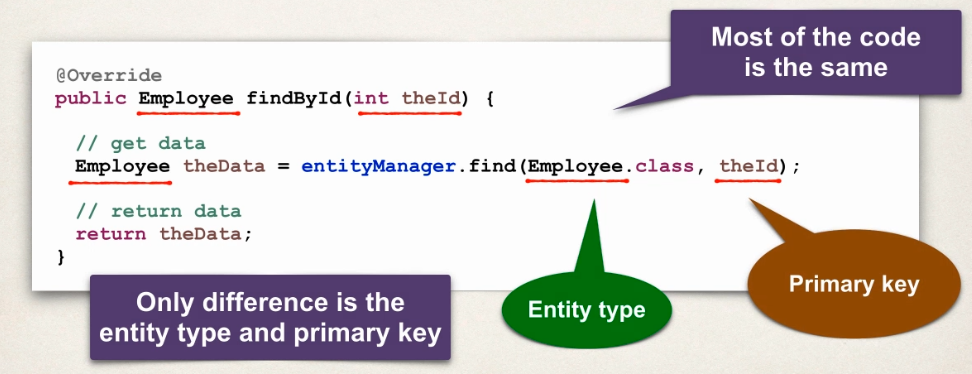 Most of the code
is the same
@Override
public Employee findById(int theId) {
// get data
Employee theData = entityManager.find(Employee.class, theId);
// return data
return theData;
}
Only difference is the
entity type and primary key
Entity type
Primary key